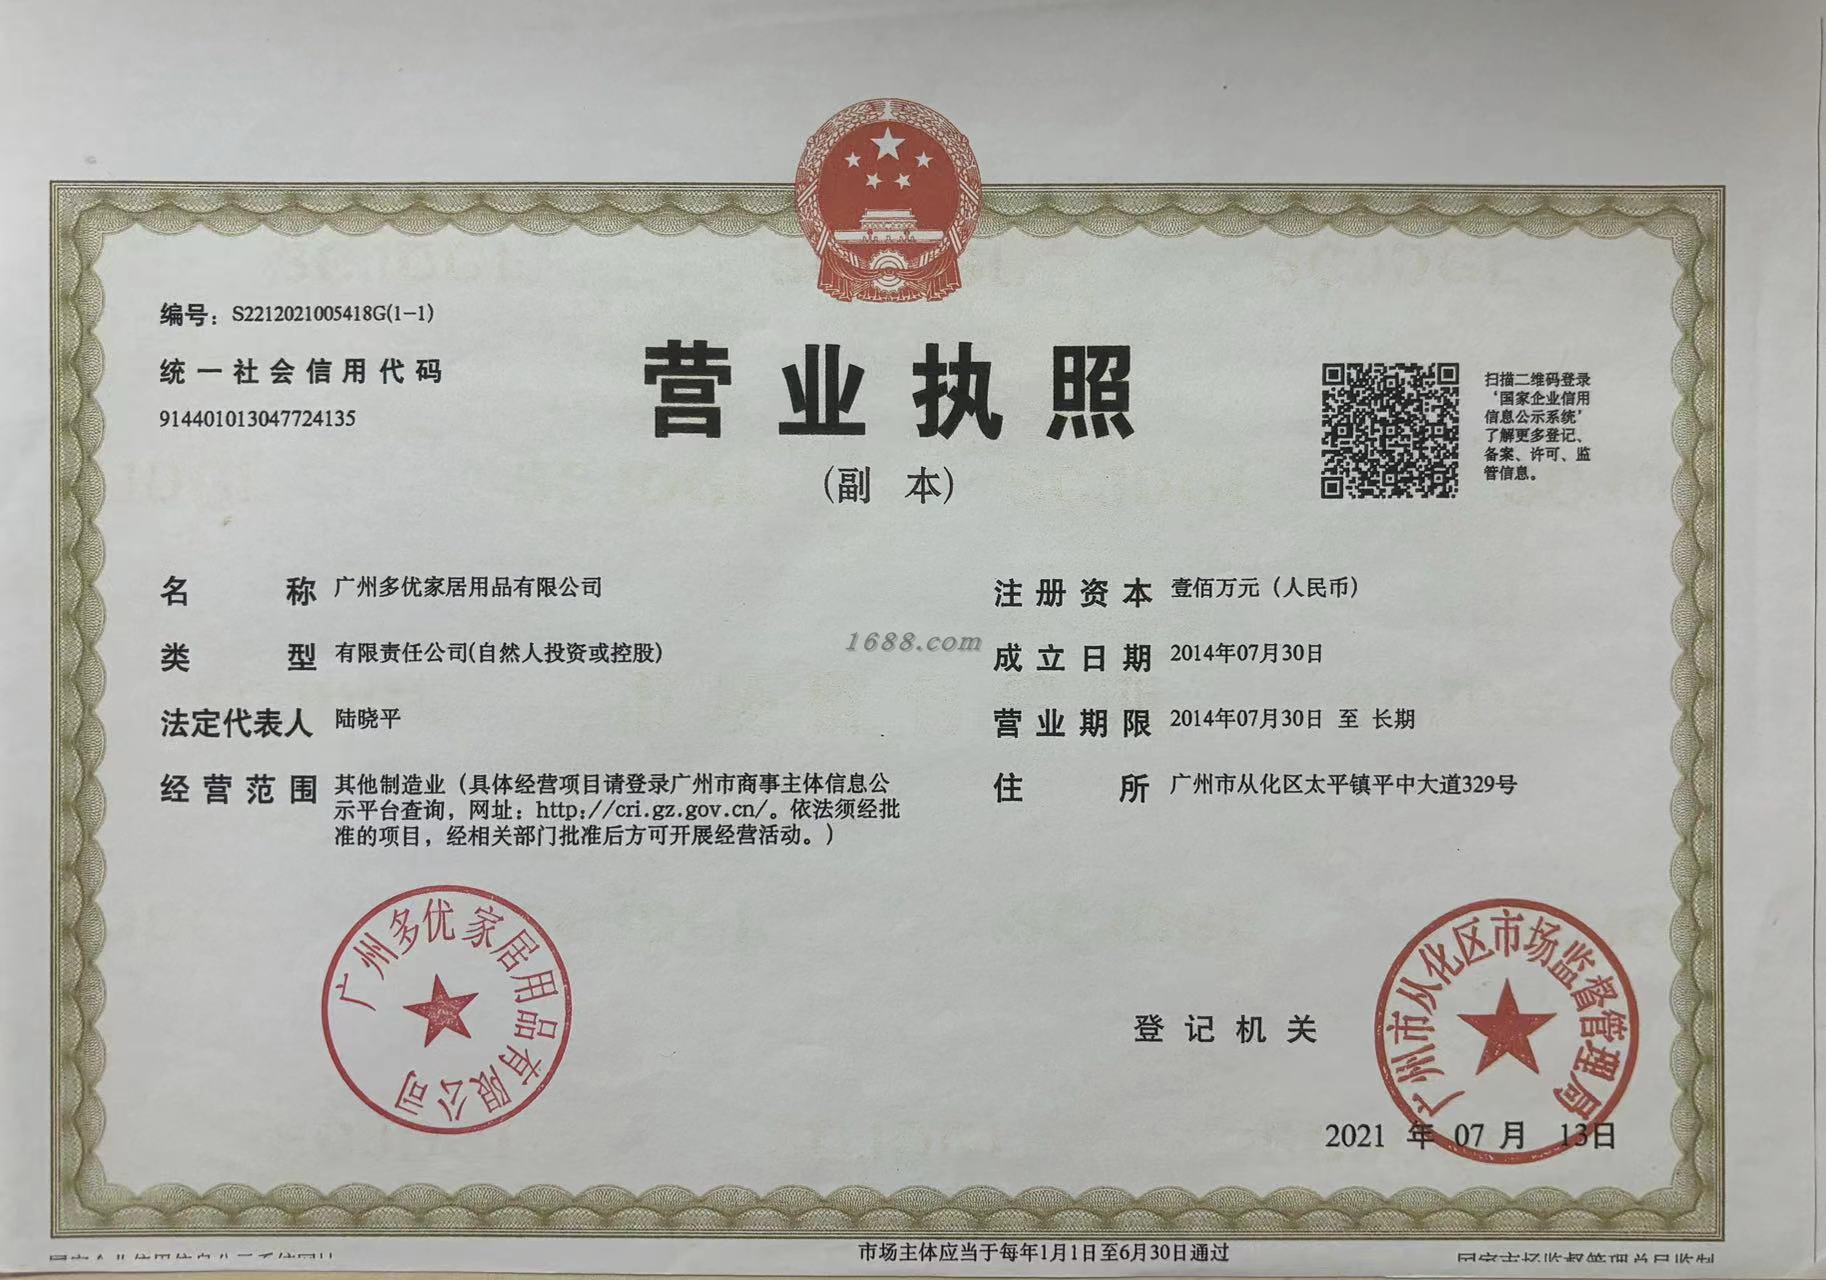 编号：S2212021005418G(1-1)
统一社会信用代码
914401013047724135
营业执照
(副 本)
扫描二维码登录
‘国家企业信用
信息公示系统’
了解更多登记、
备案、许可、监
管信息。
名称 广州多优家居用品有限公司
类型 有限责任公司(自然人投资或控股)
法定代表人 陆晓平
经营范围 其他制造业（具体经营项目请登录广州市商事主体信息公
示平台查询，网址：http://cri.gz.gov.cn/。依法须经批
准的项目，经相关部门批准后方可开展经营活动。）
1688.com
注册资本 壹佰万元（人民币）
成立日期 2014年07月30日
营业期限 2014年07月30日 至 长期
住所 广州市从化区太平镇平中大道329号
广州多优家居用品有限公司
登记机关
广州市从化区市场监督管理局
2021 年 07 月 13日
市场主体应当于每年1月1日至6月30日通过
国家市场监督管理总局监制